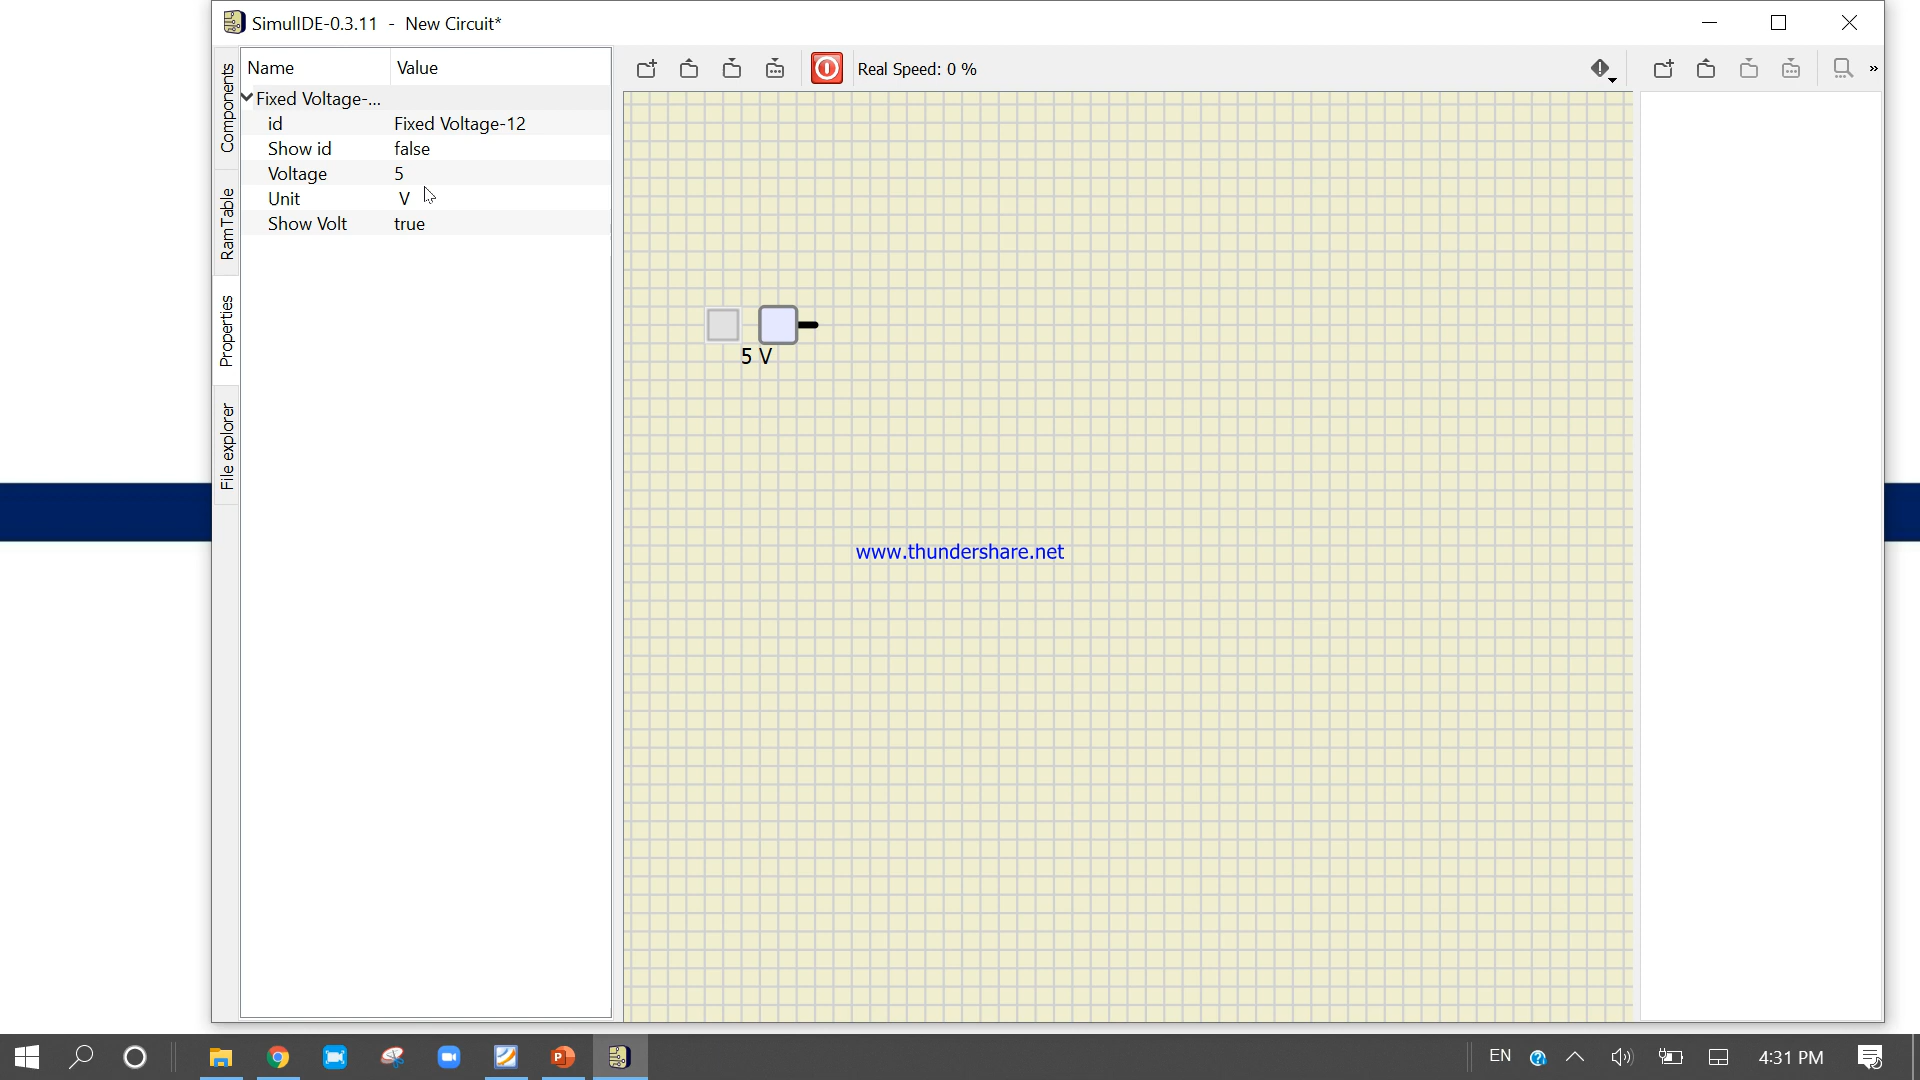 SimulIDE-0.3.11 - New Circuit*
Components
RamTable
Properties
File explorer
Name Value
Fixed Voltage-...
id Fixed Voltage-12
Show id false
Voltage 5
Unit V
Show Volt true
Real Speed: 0 %
»
5 V
www.thundershare.net
EN
4:31 PM